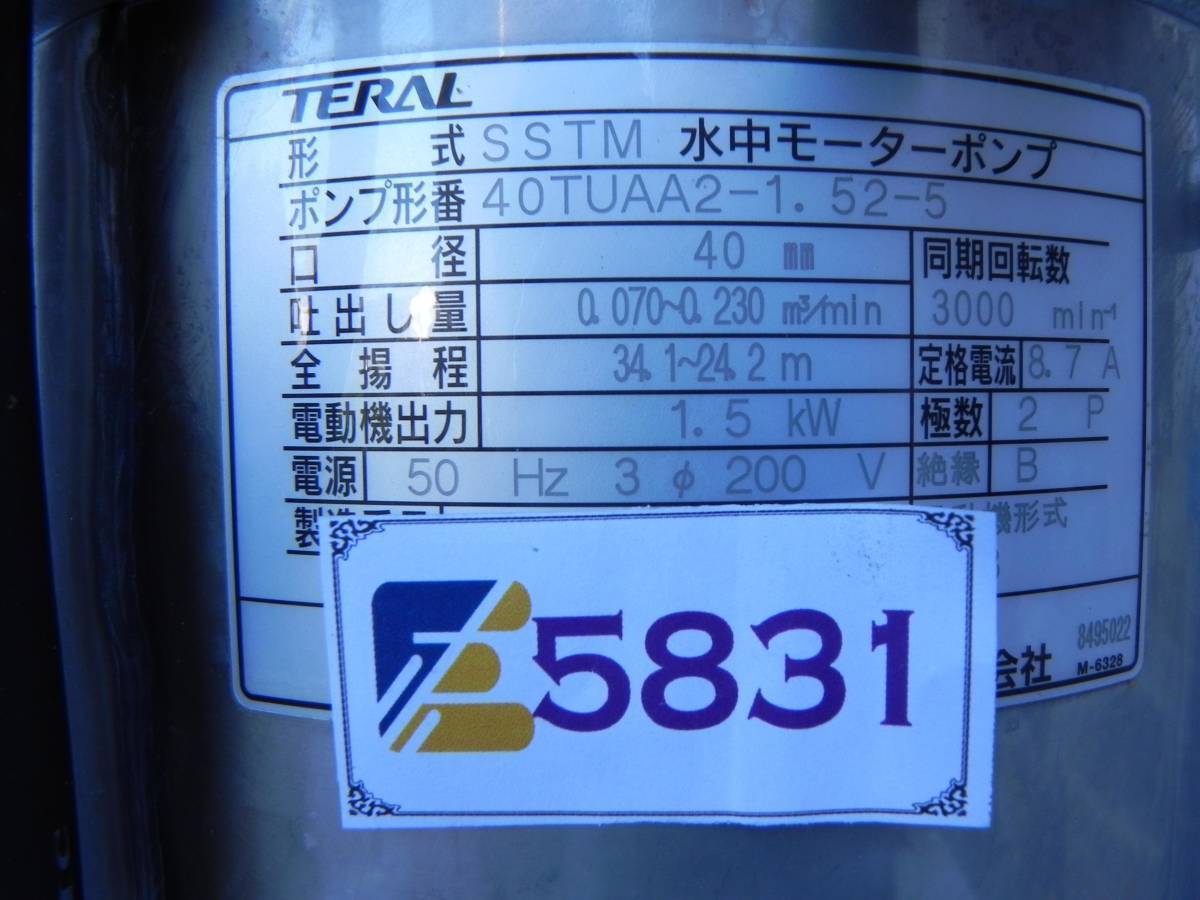 TERAL
形式 SSTM 水中モーターポンプ
ポンプ形番 40TUAA2-1.52-5
口径 40 mm 同期回転数
吐出し量 0.070~0.230 m³/min 3000 min⁻¹
全揚程 34.1~24.2 m 定格電流 8.7 A
電動機出力 1.5 kW 極数 2 P
電源 50 Hz 3 φ 200 V 絶縁 B
機形式
5831
8495022
会社 M-6328